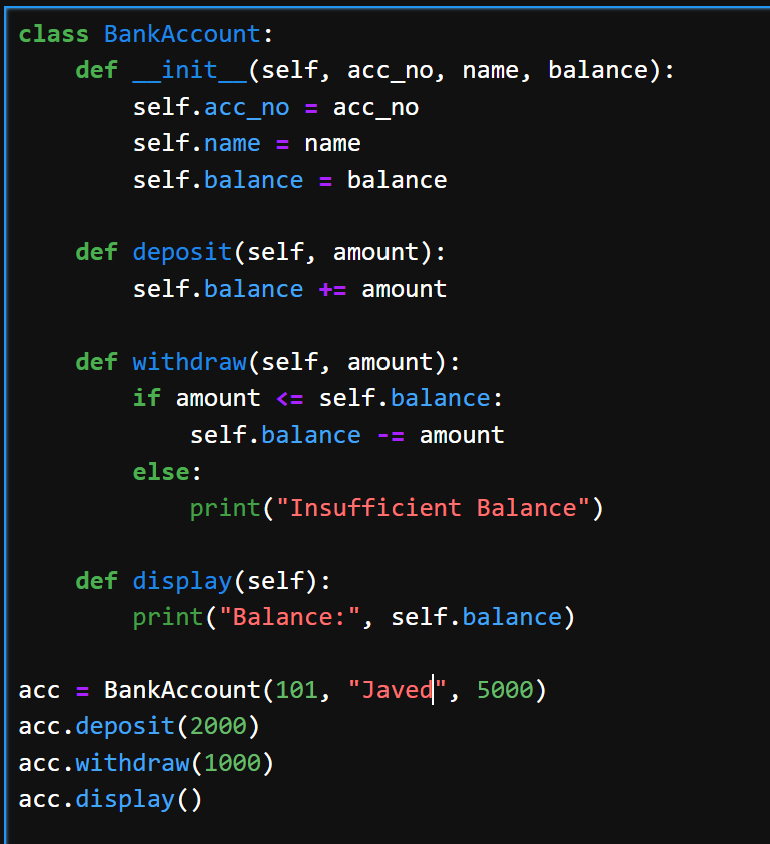 class BankAccount:
    def __init__(self, acc_no, name, balance):
        self.acc_no = acc_no
        self.name = name
        self.balance = balance

    def deposit(self, amount):
        self.balance += amount

    def withdraw(self, amount):
        if amount <= self.balance:
            self.balance -= amount
        else:
            print("Insufficient Balance")

    def display(self):
        print("Balance:", self.balance)

acc = BankAccount(101, "Javed", 5000)
acc.deposit(2000)
acc.withdraw(1000)
acc.display()